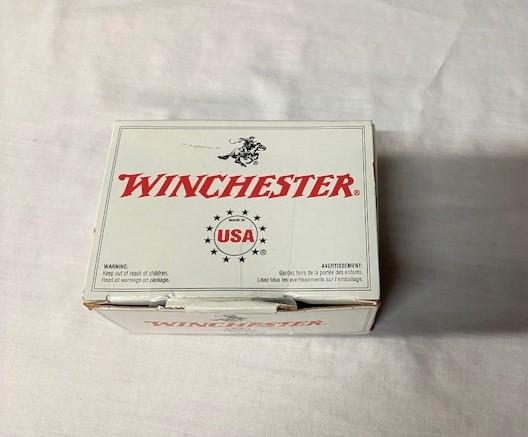 WINCHESTER®
MADE IN
USA
®
WARNING:
Keep out of reach of children.
Read all warnings on package.
AVERTISSEMENT:
Gardez hors de la portée des enfants.
Lisez tous les avertissements sur l'emballage.
WINCHESTER